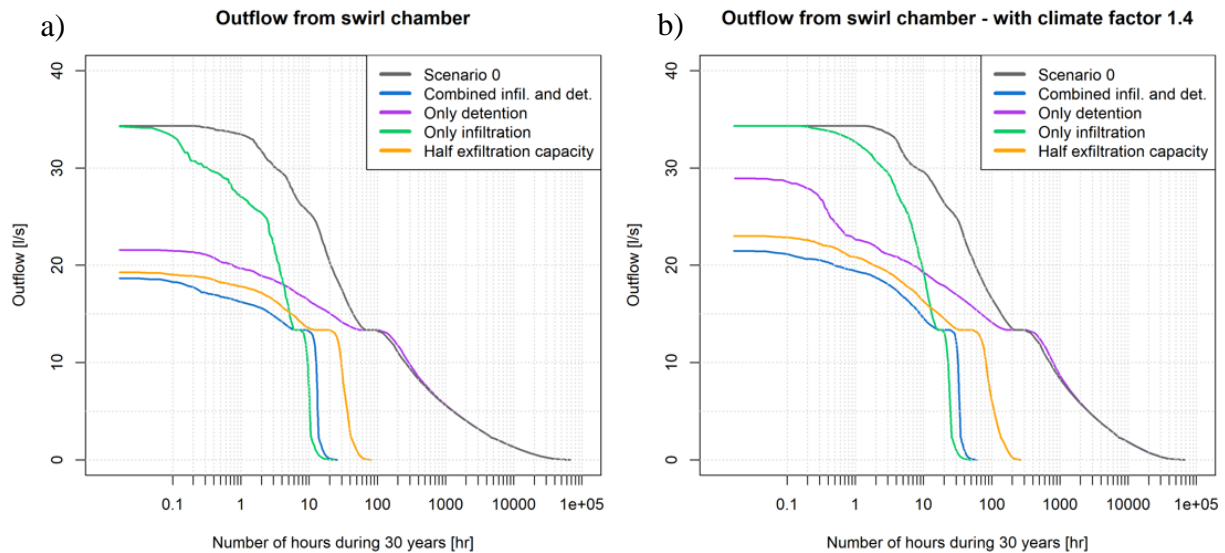 a)
Outflow from swirl chamber
Outflow [l/s]
40
30
20
10
0
Scenario 0
Combined infil. and det.
Only detention
Only infiltration
Half exfiltration capacity
0.1 1 10 100 1000 10000 1e+05
Number of hours during 30 years [hr]
b)
Outflow from swirl chamber - with climate factor 1.4
Outflow [l/s]
40
30
20
10
0
Scenario 0
Combined infil. and det.
Only detention
Only infiltration
Half exfiltration capacity
0.1 1 10 100 1000 10000 1e+05
Number of hours during 30 years [hr]